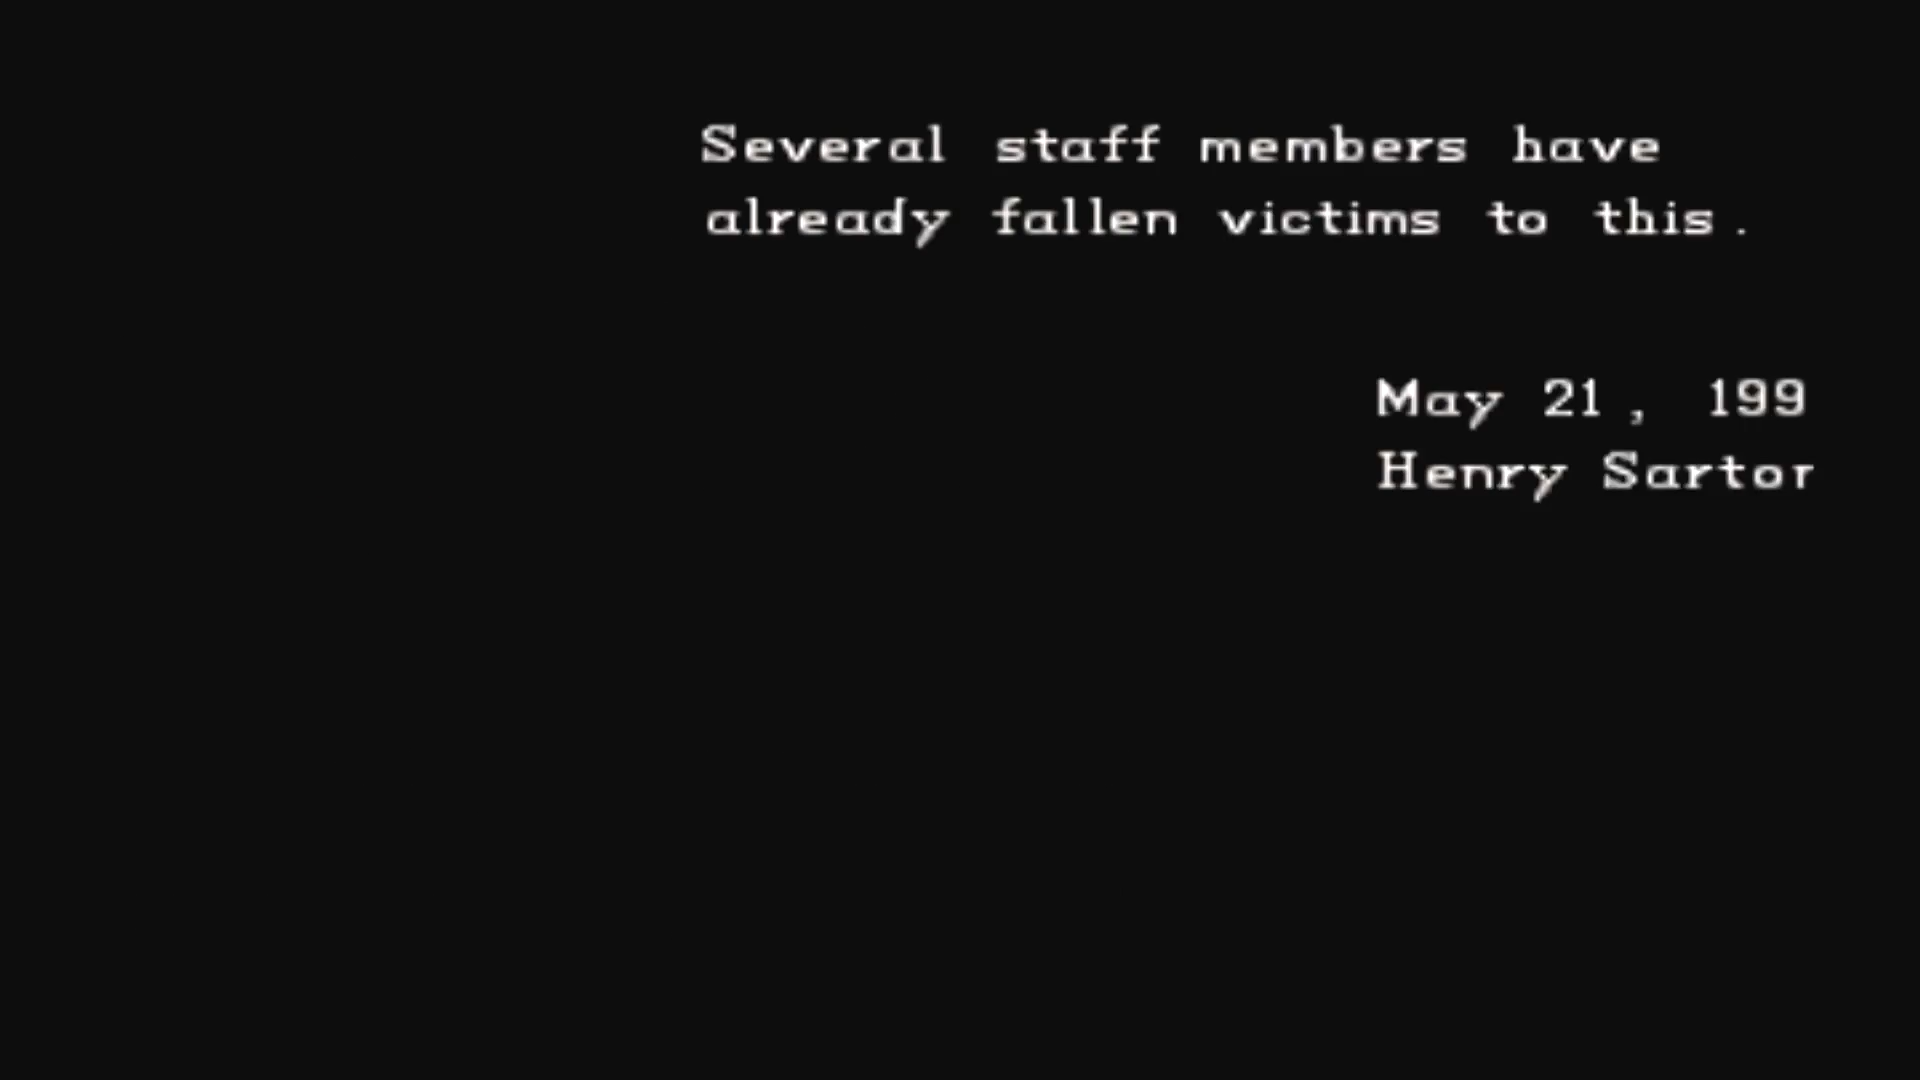 Several staff members have
already fallen victims to this.
May 21, 199
Henry Sartor